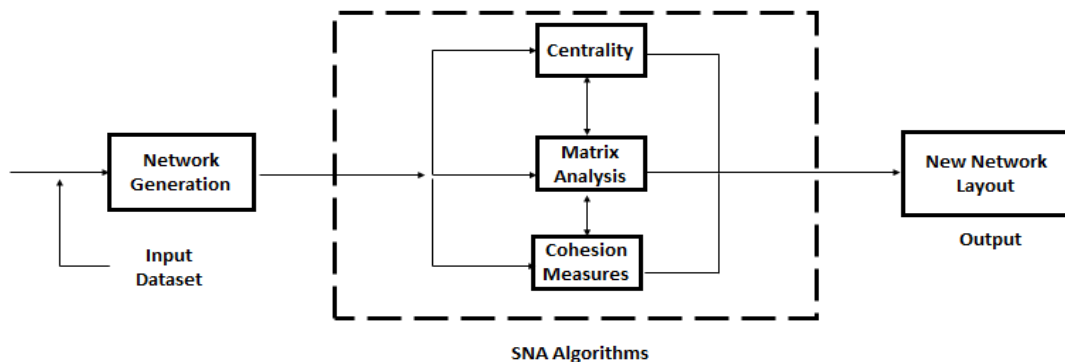 Centrality
Network
Generation
Matrix
Analysis
New Network
Layout
Input
Dataset
Cohesion
Measures
Output
SNA Algorithms